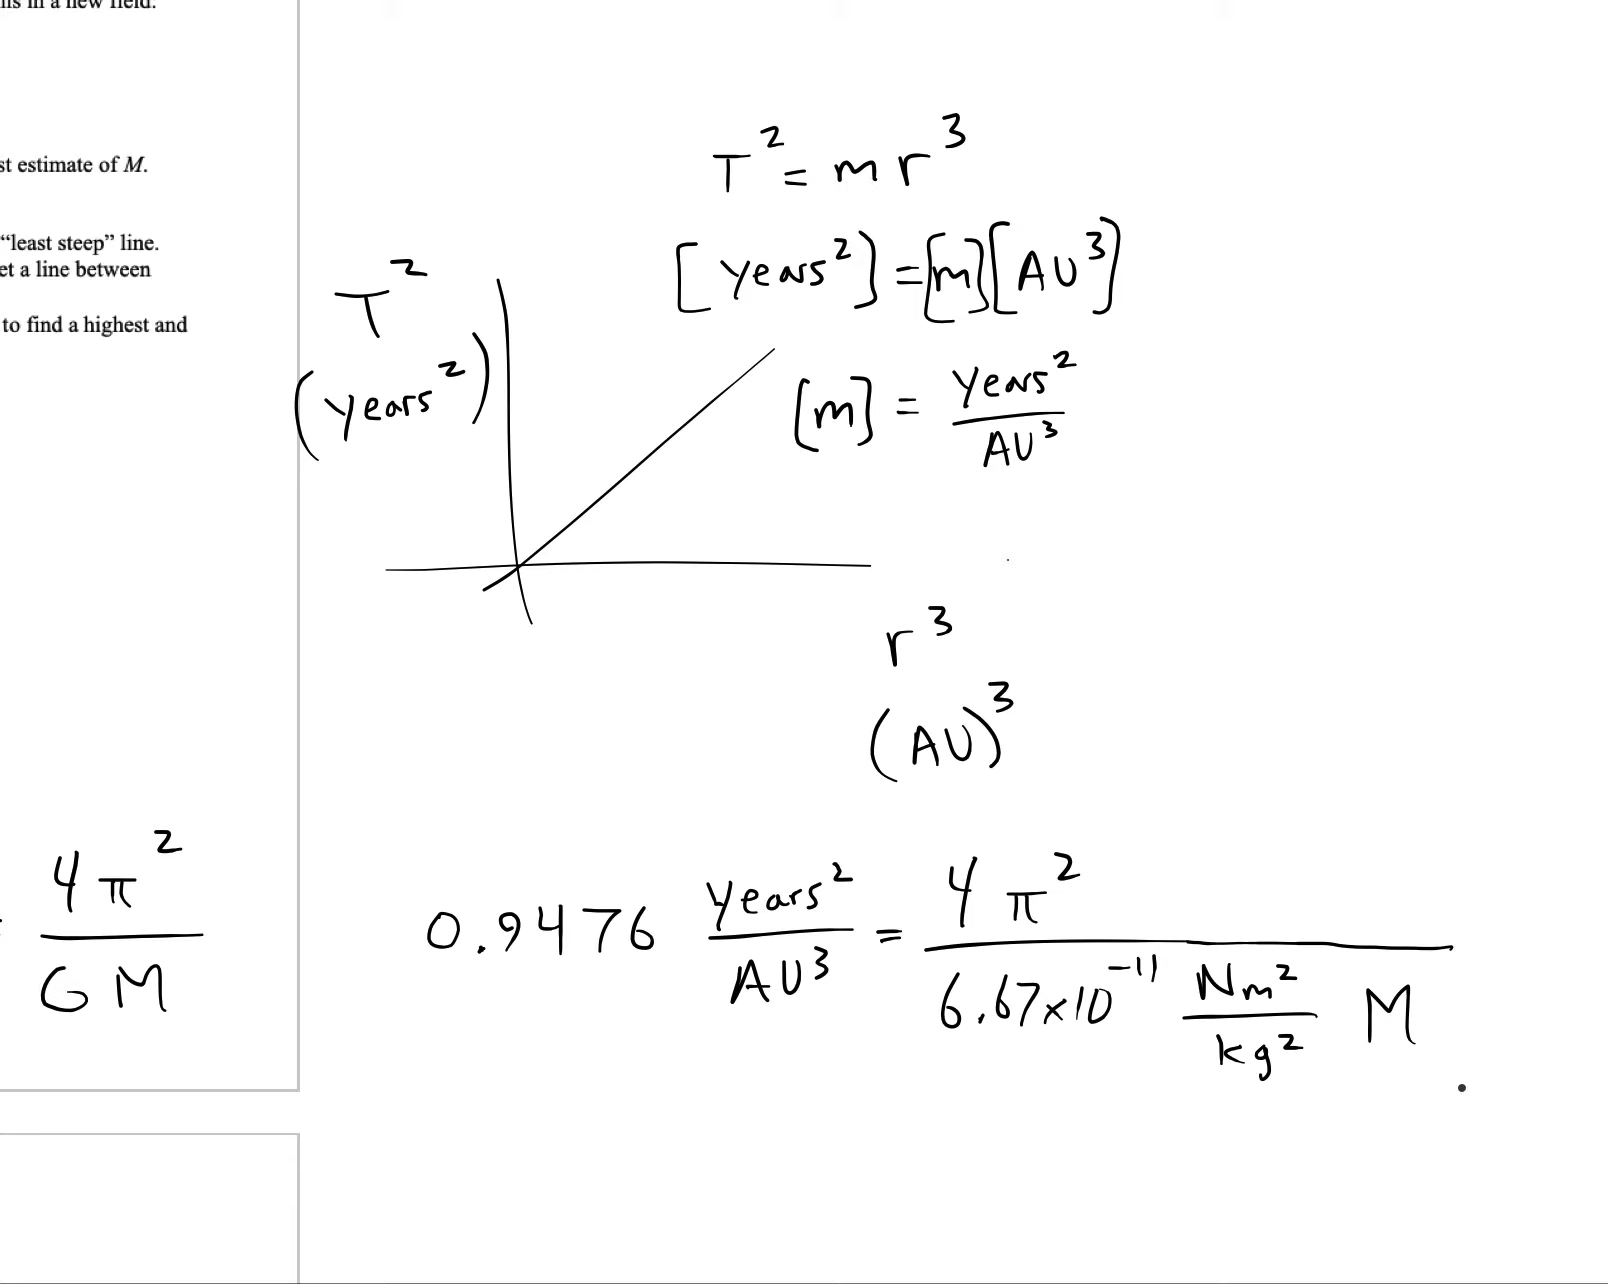 in a new field.
st estimate of M.
“least steep” line.
et a line between
to find a highest and
T² = m r³
[years²] = [m][AU³]
[m] = years²/AU³
T²
(years²)
r³
(AU)³
4π²/GM
0.9476 years²/AU³ = 4π²/(6.67×10⁻¹¹ Nm²/kg² M)